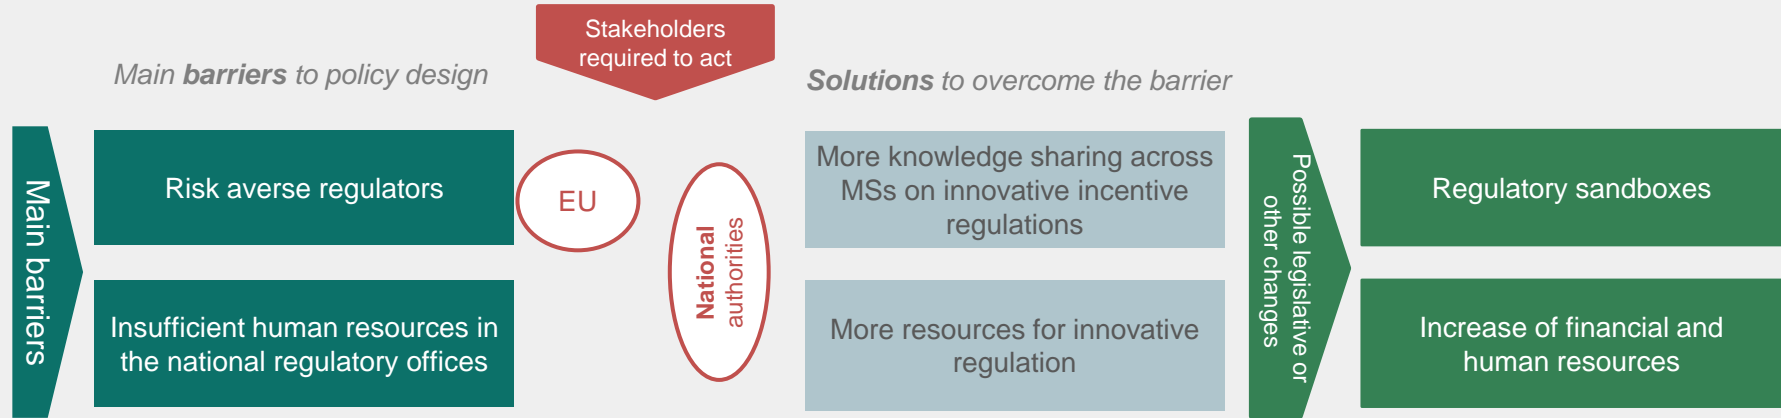 Stakeholders
required to act
Main barriers to policy design
Solutions to overcome the barrier
Main barriers
Risk averse regulators
EU
National
authorities
More knowledge sharing across
MSs on innovative incentive
regulations
Possible legislative or
other changes
Regulatory sandboxes
Insufficient human resources in
the national regulatory offices
More resources for innovative
regulation
Increase of financial and
human resources